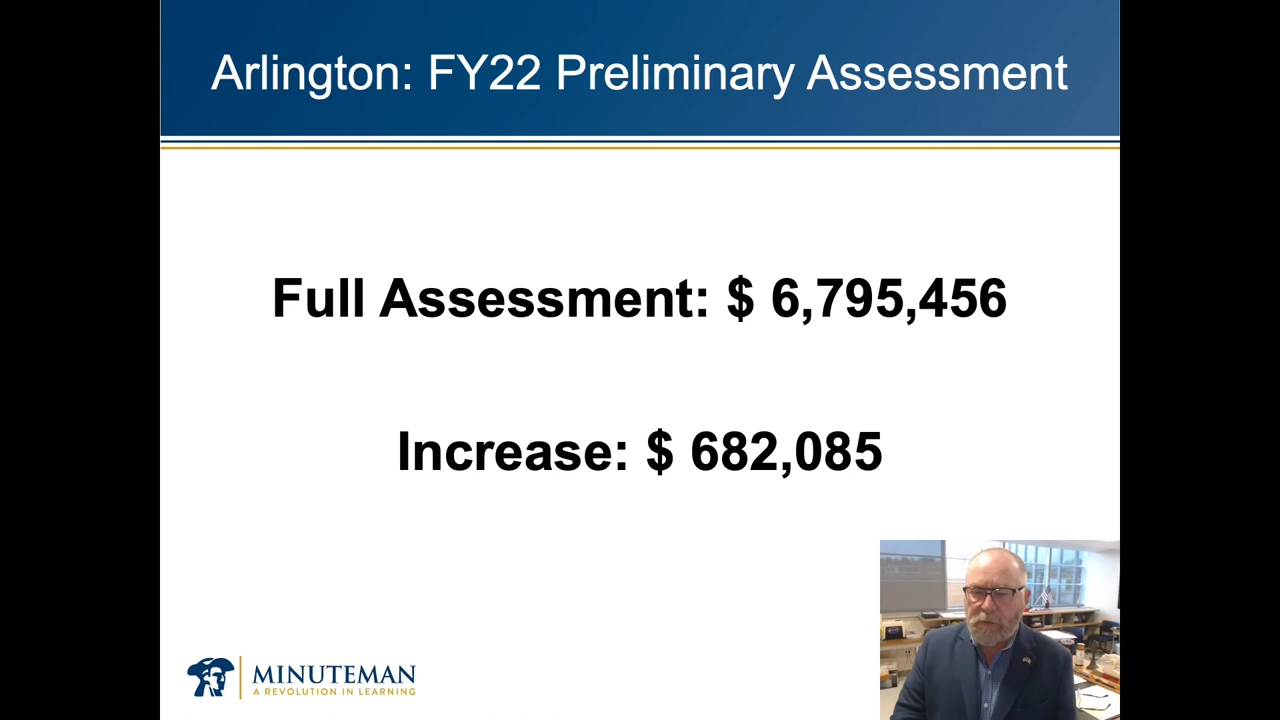 Arlington: FY22 Preliminary Assessment
Full Assessment: $ 6,795,456
Increase: $ 682,085
MINUTEMAN
A REVOLUTION IN LEARNING